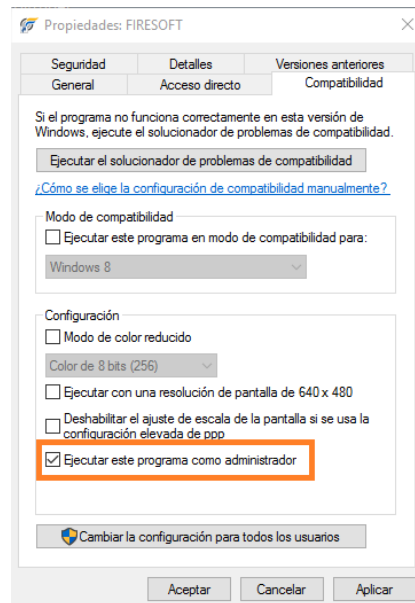 Propiedades: FIRESOFT
Seguridad Detalles Versiones anteriores
General Acceso directo Compatibilidad
Si el programa no funciona correctamente en esta versión de
Windows, ejecute el solucionador de problemas de compatibilidad.
Ejecutar el solucionador de problemas de compatibilidad
¿Cómo se elige la configuración de compatibilidad manualmente?
Modo de compatibilidad
Ejecutar este programa en modo de compatibilidad para:
Windows 8
Configuración
Modo de color reducido
Color de 8 bits (256)
Ejecutar con una resolución de pantalla de 640 x 480
Deshabilitar el ajuste de escala de la pantalla si se usa la
configuración elevada de ppp
Ejecutar este programa como administrador
Cambiar la configuración para todos los usuarios
Aceptar Cancelar Aplicar